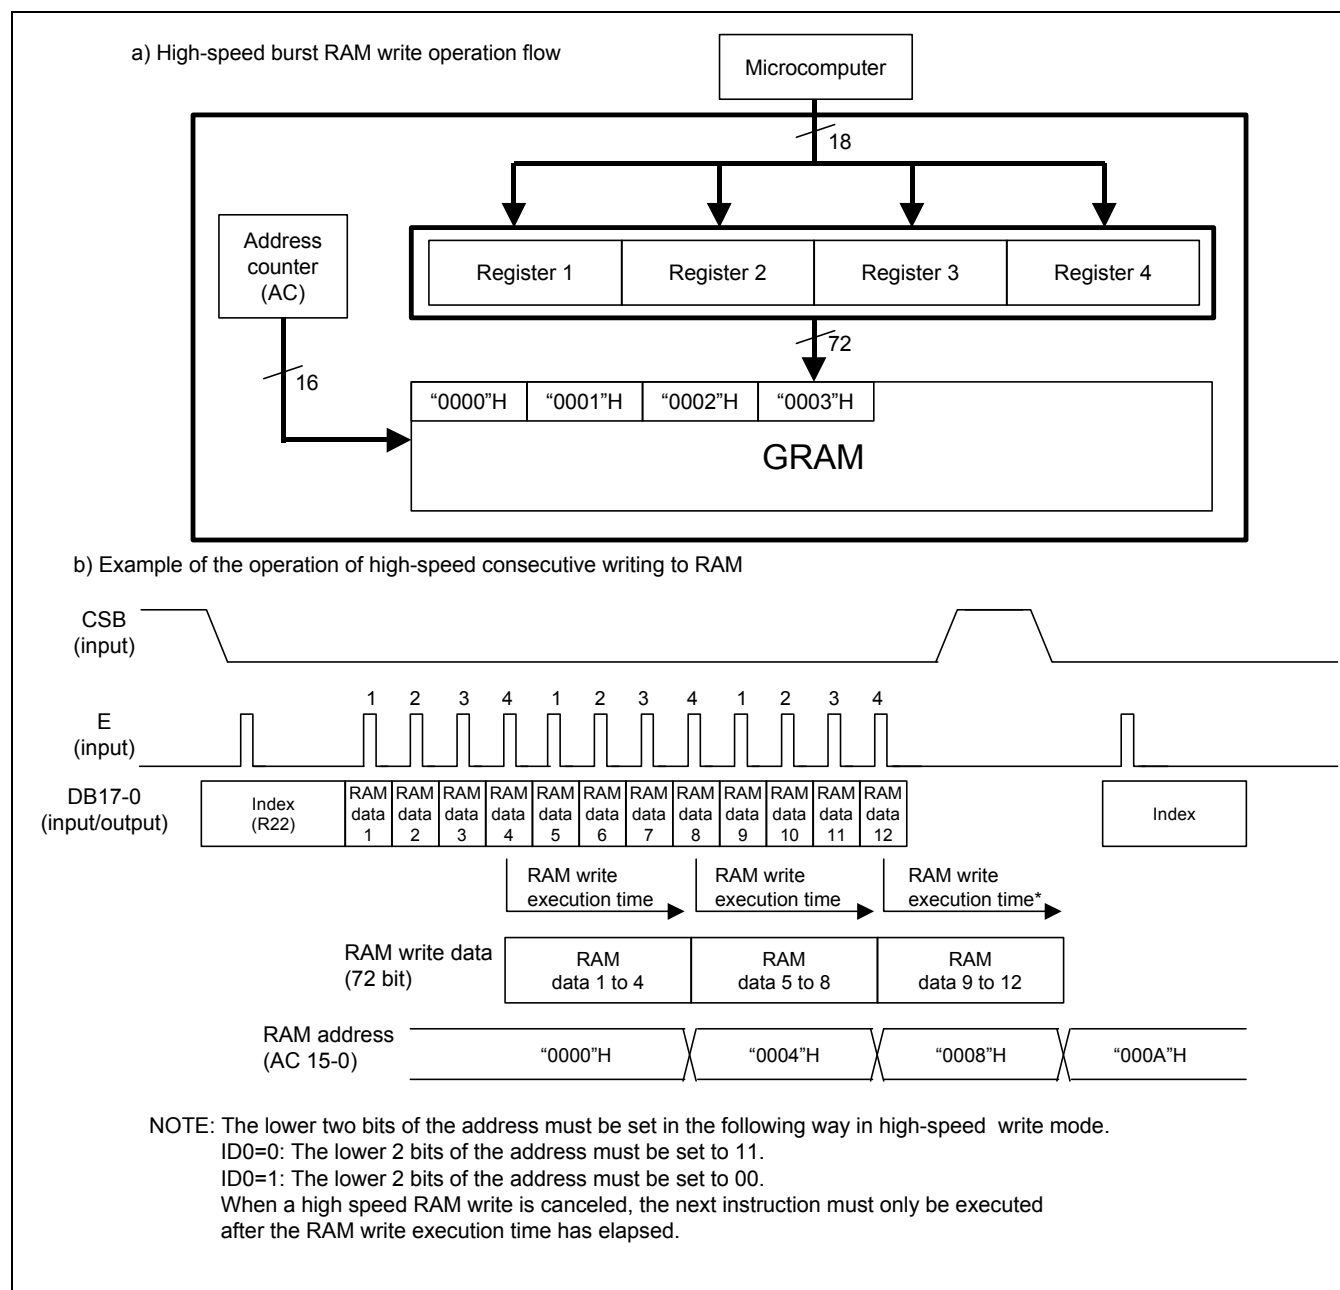 a) High-speed burst RAM write operation flow
Microcomputer
18
Address
counter
(AC)
Register 1 Register 2 Register 3 Register 4
72
16
“0000”H “0001”H “0002”H “0003”H
GRAM
b) Example of the operation of high-speed consecutive writing to RAM
CSB
(input)
1 2 3 4 1 2 3 4 1 2 3 4
E
(input)
DB17-0
(input/output)
Index
(R22)
RAM
data
1
RAM
data
2
RAM
data
3
RAM
data
4
RAM
data
5
RAM
data
6
RAM
data
7
RAM
data
8
RAM
data
9
RAM
data
10
RAM
data
11
RAM
data
12
Index
RAM write
execution time
RAM write
execution time
RAM write
execution time*
RAM write data
(72 bit)
RAM
data 1 to 4
RAM
data 5 to 8
RAM
data 9 to 12
RAM address
(AC 15-0)
“0000”H “0004”H “0008”H “000A”H
NOTE: The lower two bits of the address must be set in the following way in high-speed write mode.
ID0=0: The lower 2 bits of the address must be set to 11.
ID0=1: The lower 2 bits of the address must be set to 00.
When a high speed RAM write is canceled, the next instruction must only be executed
after the RAM write execution time has elapsed.